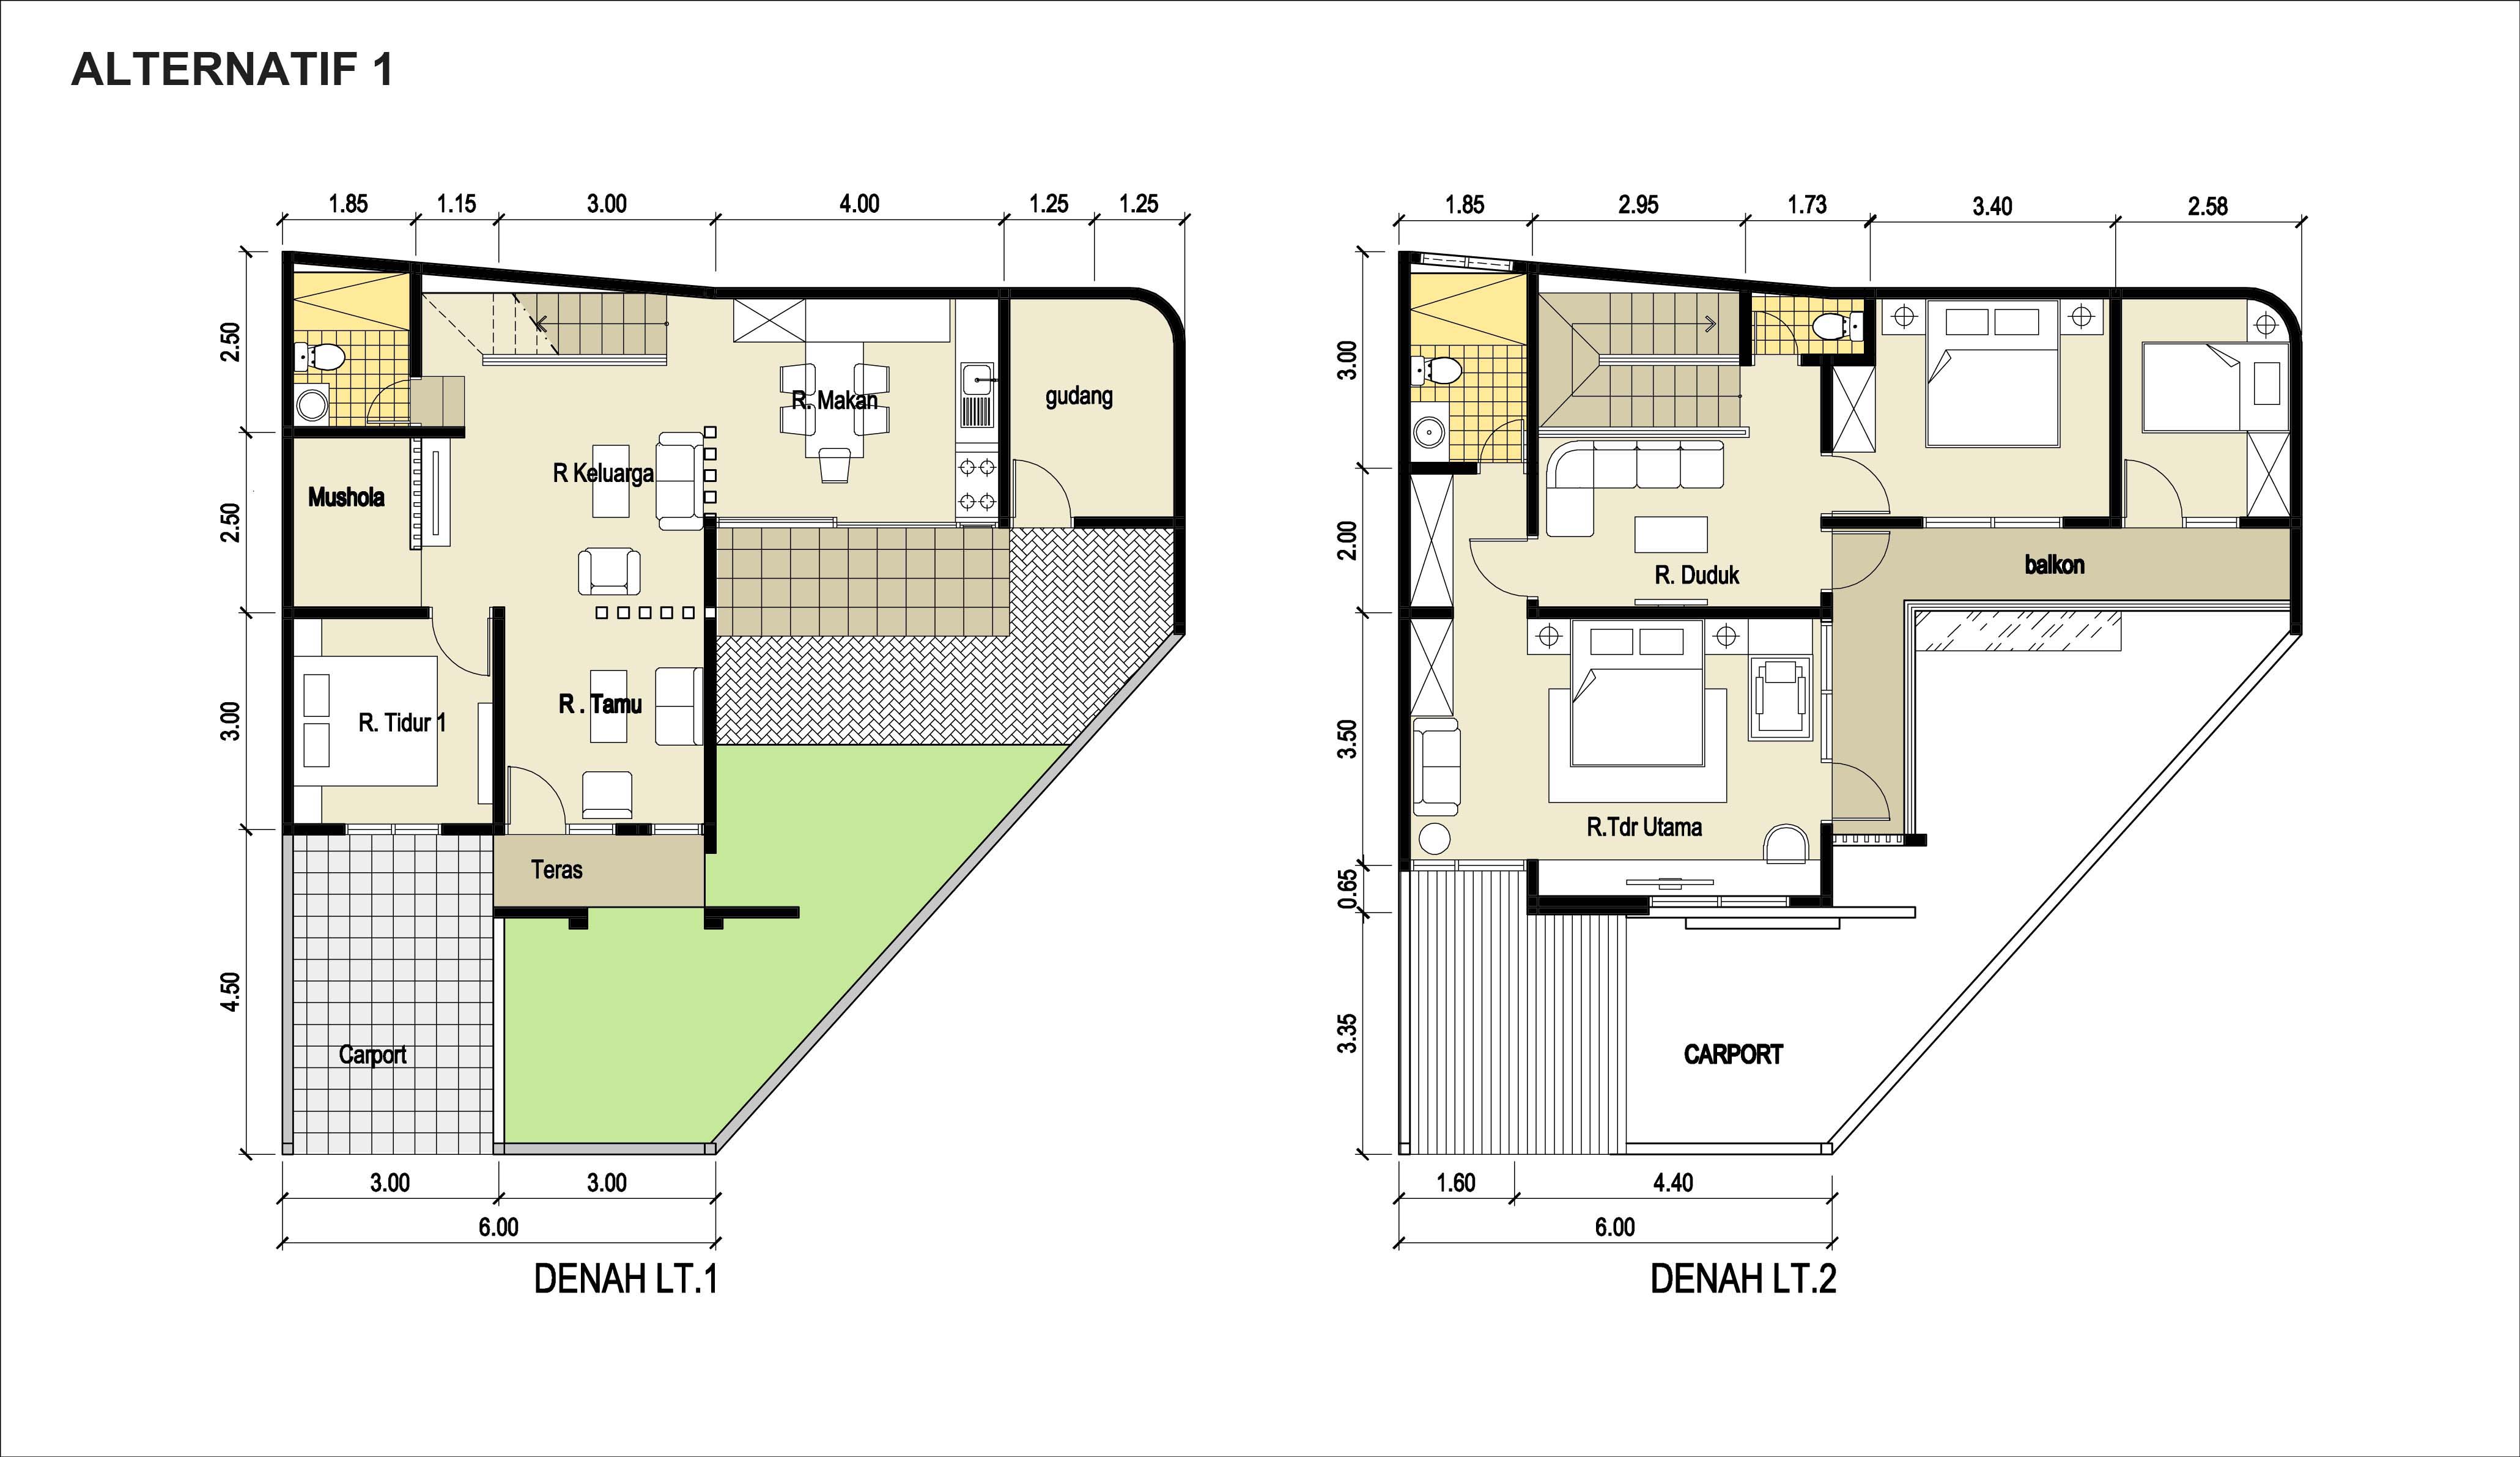 ALTERNATIF 1
1.85
1.15
3.00
4.00
1.25
1.25
2.50
2.50
3.00
4.50
R. Makan
gudang
R Keluarga
Mushola
R. Tidur 1
R . Tamu
Teras
Carport
3.00
3.00
6.00
DENAH LT.1
1.85
2.95
1.73
3.40
2.58
3.00
2.00
3.50
0.65
3.35
R. Duduk
balkon
R.Tdr Utama
CARPORT
1.60
4.40
6.00
DENAH LT.2